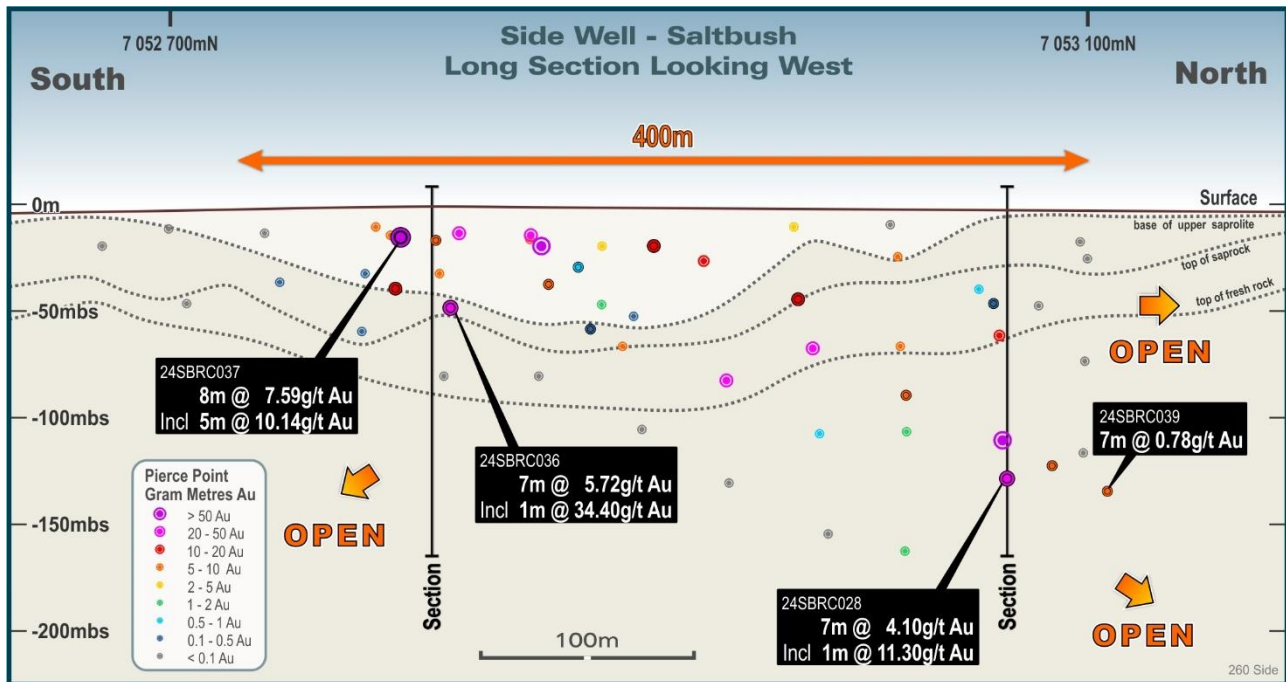 7 052 700mN
Side Well - Saltbush
Long Section Looking West
7 053 100mN
South
North
400m
0m
Surface
base of upper saprolite
top of saprock
top of fresh rock
-50mbs
OPEN
24SBRC037
8m @ 7.59g/t Au
Incl 5m @ 10.14g/t Au
-100mbs
24SBRC039
7m @ 0.78g/t Au
24SBRC036
7m @ 5.72g/t Au
Incl 1m @ 34.40g/t Au
Pierce Point
Gram Metres Au
> 50 Au
20 - 50 Au
10 - 20 Au
5 - 10 Au
2 - 5 Au
1 - 2 Au
0.5 - 1 Au
0.1 - 0.5 Au
< 0.1 Au
OPEN
-150mbs
Section
Section
24SBRC028
7m @ 4.10g/t Au
Incl 1m @ 11.30g/t Au
-200mbs
100m
OPEN
260 Side